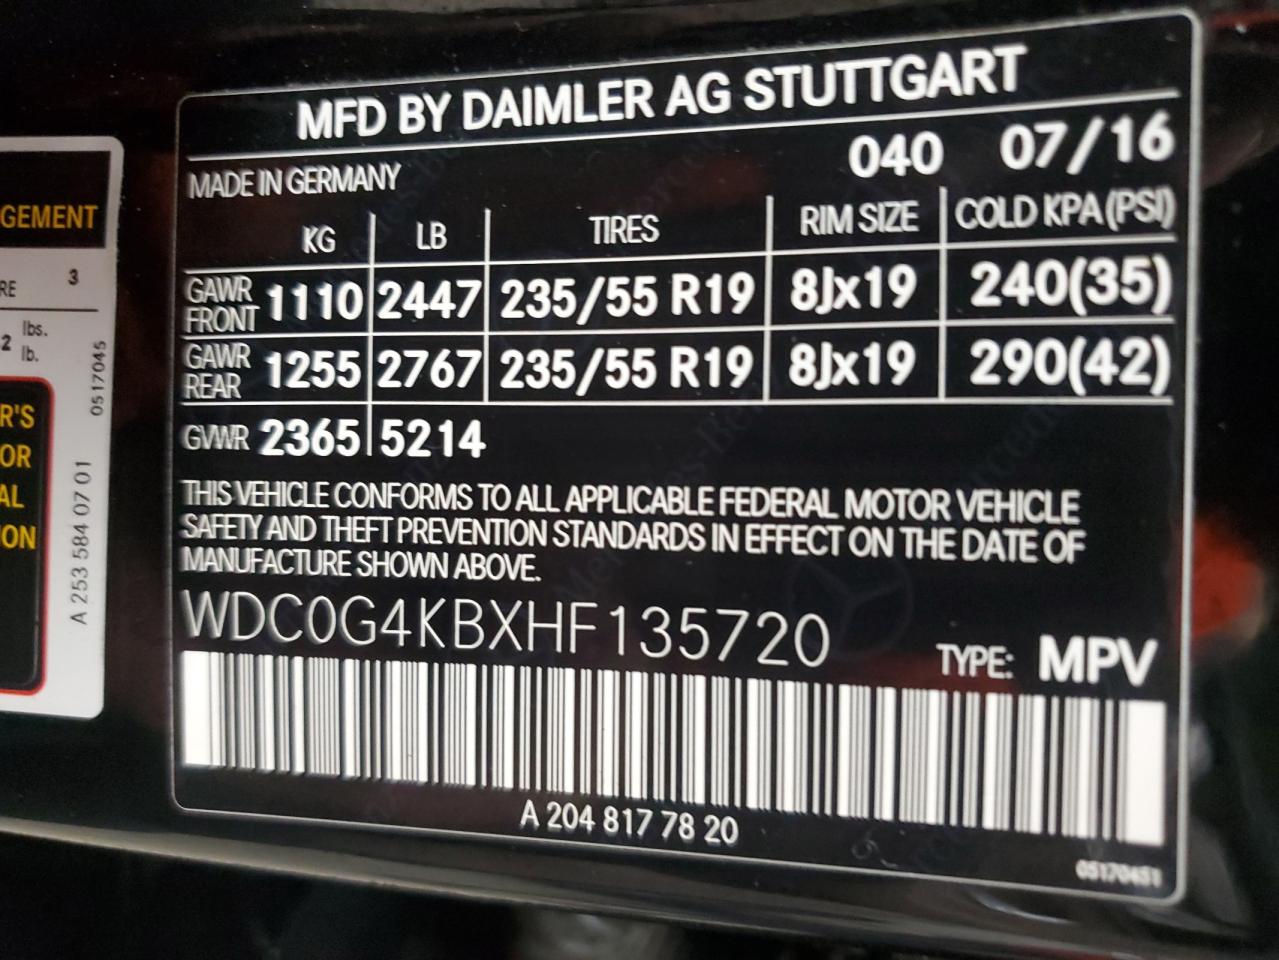 MFD BY DAIMLER AG STUTTGART
MADE IN GERMANY 040 07/16
KG LB TIRES RIM SIZE COLD KPA (PSI)
GAWR FRONT 1110 2447 235/55 R19 8Jx19 240(35)
GAWR REAR 1255 2767 235/55 R19 8Jx19 290(42)
GVWR 2365 5214
THIS VEHICLE CONFORMS TO ALL APPLICABLE FEDERAL MOTOR VEHICLE
SAFETY AND THEFT PREVENTION STANDARDS IN EFFECT ON THE DATE OF
MANUFACTURE SHOWN ABOVE.
WDC0G4KBXHF135720 TYPE: MPV
A 204 817 78 20
05170451
GEMENT
RE 3
2 lbs.
lb.
R'S
OR
AL
ON
A 253 584 07 01
0517045